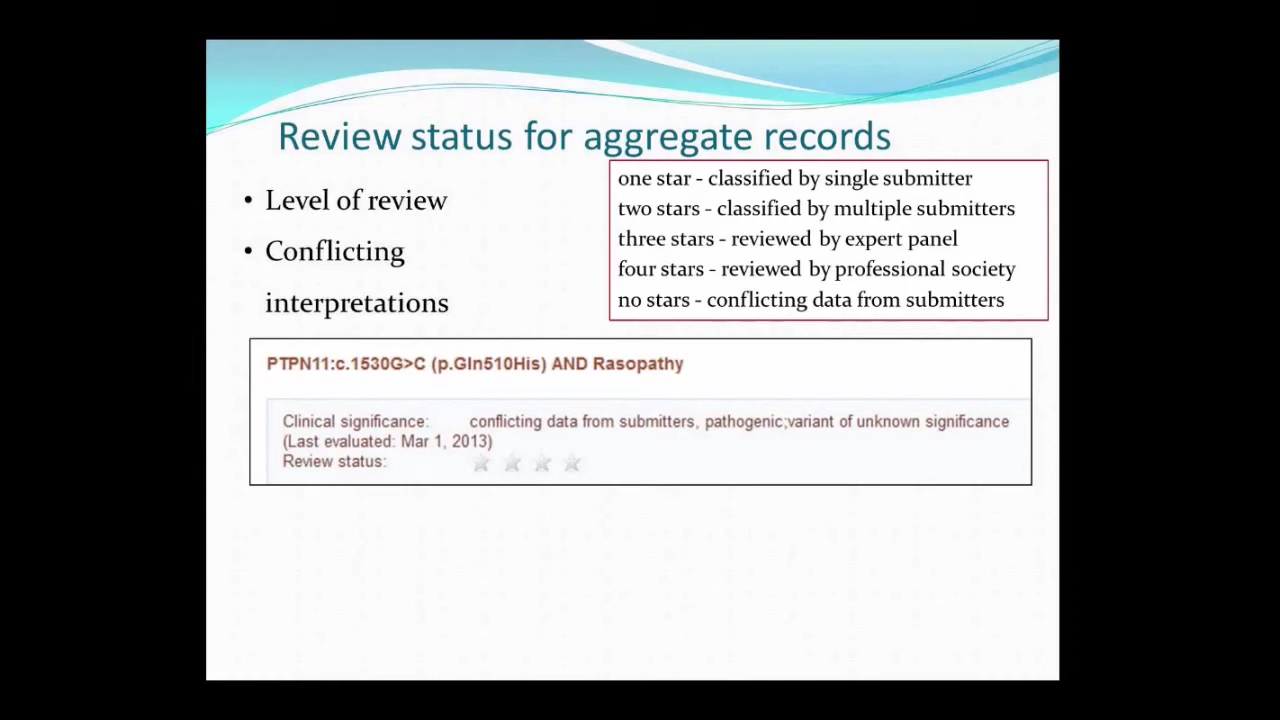 Review status for aggregate records
• Level of review
• Conflicting
interpretations
one star - classified by single submitter
two stars - classified by multiple submitters
three stars - reviewed by expert panel
four stars - reviewed by professional society
no stars - conflicting data from submitters
PTPN11:c.1530G>C (p.Gln510His) AND Rasopathy
Clinical significance: conflicting data from submitters, pathogenic;variant of unknown significance
(Last evaluated: Mar 1, 2013)
Review status: